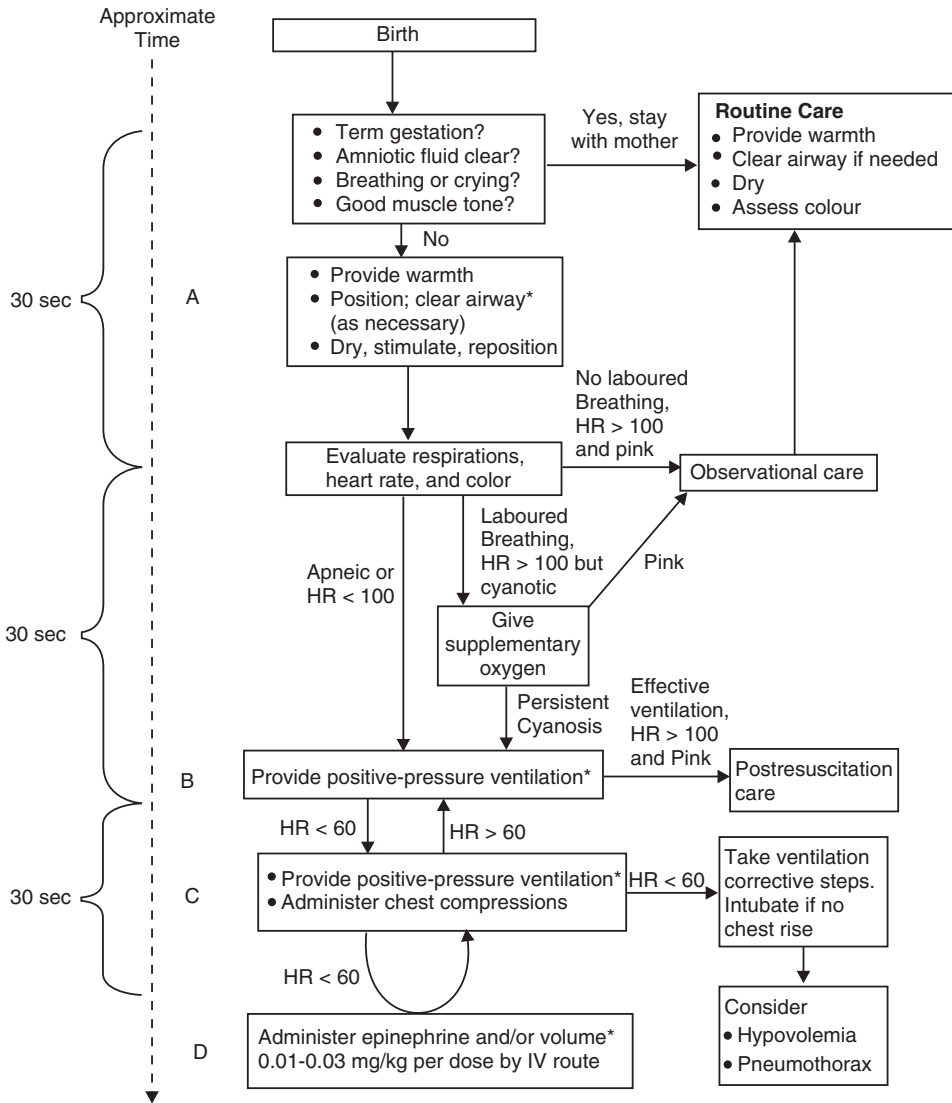 Approximate
Time
Birth
• Term gestation?
• Amniotic fluid clear?
• Breathing or crying?
• Good muscle tone?
Yes, stay
with mother
Routine Care
• Provide warmth
• Clear airway if needed
• Dry
• Assess colour
No
30 sec
A
• Provide warmth
• Position; clear airway*
(as necessary)
• Dry, stimulate, reposition
No laboured
Breathing,
HR > 100
and pink
Evaluate respirations,
heart rate, and color
Observational care
Apneic or
HR < 100
Laboured
Breathing,
HR > 100 but
cyanotic
Pink
30 sec
Give
supplementary
oxygen
Persistent
Cyanosis
Effective
ventilation,
HR > 100
and Pink
B
Provide positive-pressure ventilation*
Postresuscitation
care
HR < 60
HR > 60
30 sec
C
• Provide positive-pressure ventilation*
• Administer chest compressions
HR < 60
Take ventilation
corrective steps.
Intubate if no
chest rise
HR < 60
D
Administer epinephrine and/or volume*
0.01-0.03 mg/kg per dose by IV route
Consider
• Hypovolemia
• Pneumothorax